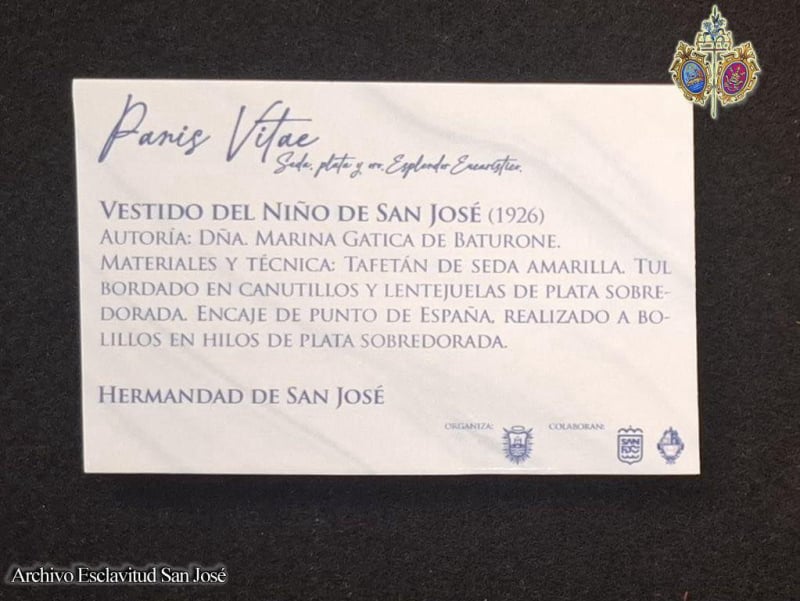 Panis Vitae
Seda, plata y oro. Esplendor Eucarístico.
VESTIDO DEL NIÑO DE SAN JOSÉ (1926)
AUTORÍA: DÑA. MARINA GATICA DE BATURONE.
MATERIALES Y TÉCNICA: TAFETÁN DE SEDA AMARILLA. TUL
BORDADO EN CANUTILLOS Y LENTEJUELAS DE PLATA SOBRE-
DORADA. ENCAJE DE PUNTO DE ESPAÑA, REALIZADO A BO-
LILLOS EN HILOS DE PLATA SOBREDORADA.
HERMANDAD DE SAN JOSÉ
ORGANIZA: COLABORAN:
SAN
Archivo Esclavitud San José